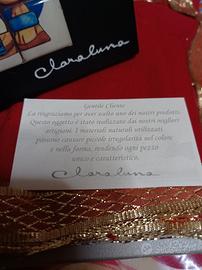 Claraluna
Gentile Cliente
La ringraziamo per aver scelto uno dei nostri prodotti.
Questo oggetto è stato realizzato dai nostri migliori
artigiani. I materiali naturali utilizzati
possono causare piccole irregolarità nel colore
e nella forma, rendendo ogni pezzo
unico e caratteristico.
Claraluna